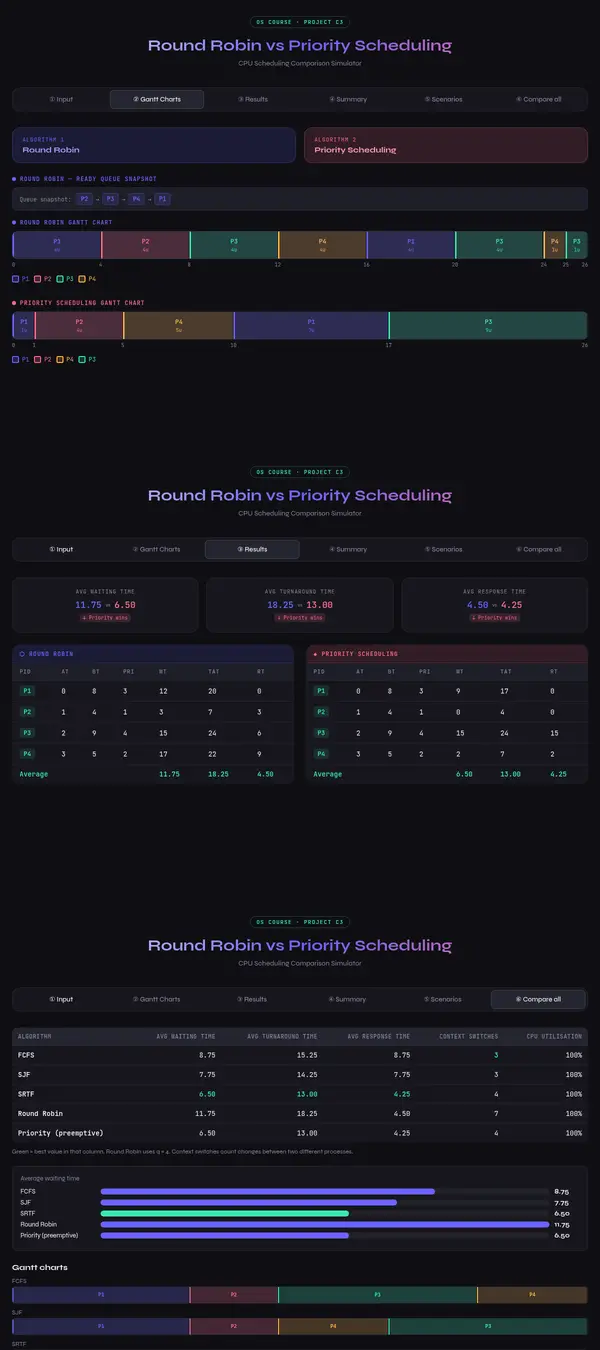 OS COURSE · PROJECT C3
Round Robin vs Priority Scheduling
CPU Scheduling Comparison Simulator
① Input ② Gantt Charts ③ Results ④ Summary ⑤ Scenarios ⑥ Compare all
ALGORITHM 1 ALGORITHM 2
Round Robin Priority Scheduling
ROUND ROBIN — READY QUEUE SNAPSHOT
Queue snapshot: P2 → P3 → P4 → P1
ROUND ROBIN GANTT CHART
P1 P2 P3 P4 P1 P3 P4 P3
4u 4u 4u 4u 4u 4u 1u 1u
0 4 8 12 16 20 24 25 26
P1 P2 P3 P4
PRIORITY SCHEDULING GANTT CHART
P1 P2 P4 P1 P3
1u 4u 5u 7u 9u
0 1 5 10 17 26
P1 P2 P4 P3
OS COURSE · PROJECT C3
Round Robin vs Priority Scheduling
CPU Scheduling Comparison Simulator
① Input ② Gantt Charts ③ Results ④ Summary ⑤ Scenarios ⑥ Compare all
AVG WAITING TIME AVG TURNAROUND TIME AVG RESPONSE TIME
11.75 vs 6.50 18.25 vs 13.00 4.50 vs 4.25
↓ Priority wins ↓ Priority wins ↓ Priority wins
ROUND ROBIN PRIORITY SCHEDULING
PID AT BT PRI WT TAT RT PID AT BT PRI WT TAT RT
P1 0 8 3 12 20 0 P1 0 8 3 9 17 0
P2 1 4 1 3 7 3 P2 1 4 1 0 4 0
P3 2 9 4 15 24 6 P3 2 9 4 15 24 15
P4 3 5 2 17 22 9 P4 3 5 2 2 7 2
Average 11.75 18.25 4.50 Average 6.50 13.00 4.25
OS COURSE · PROJECT C3
Round Robin vs Priority Scheduling
CPU Scheduling Comparison Simulator
① Input ② Gantt Charts ③ Results ④ Summary ⑤ Scenarios ⑥ Compare all
ALGORITHM AVG WAITING TIME AVG TURNAROUND TIME AVG RESPONSE TIME CONTEXT SWITCHES CPU UTILISATION
FCFS 8.75 15.25 8.75 3 100%
SJF 7.75 14.25 7.75 3 100%
SRTF 6.50 13.00 4.25 4 100%
Round Robin 11.75 18.25 4.50 7 100%
Priority (preemptive) 6.50 13.00 4.25 4 100%
Green = best value in that column. Round Robin uses q = 4. Context switches count changes between two different processes.
Average waiting time
FCFS 8.75
SJF 7.75
SRTF 6.50
Round Robin 11.75
Priority (preemptive) 6.50
Gantt charts
FCFS
P1 P2 P3 P4
SJF
P1 P2 P4 P3
SRTF